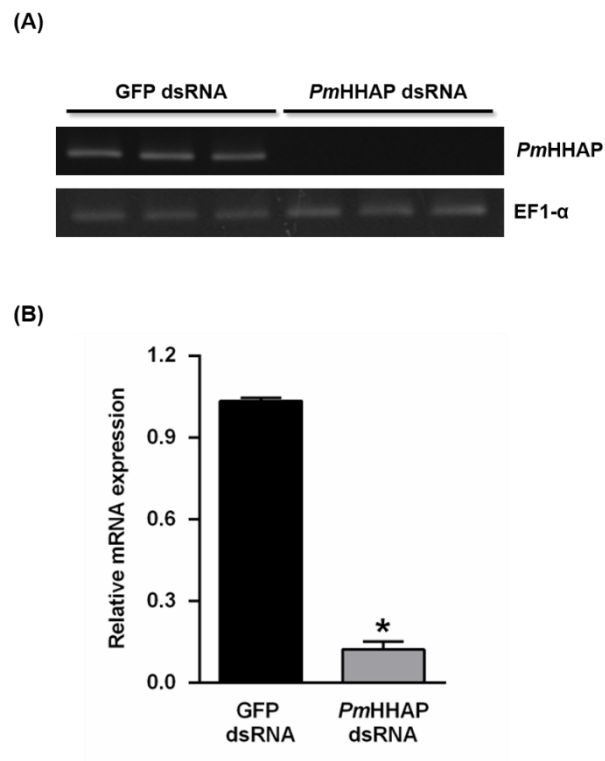 (A)
GFP dsRNA PmHHAP dsRNA
PmHHAP
EF1-α
(B)
Relative mRNA expression
1.2
0.9
0.6
0.3
0.0
*
GFP dsRNA
PmHHAP dsRNA